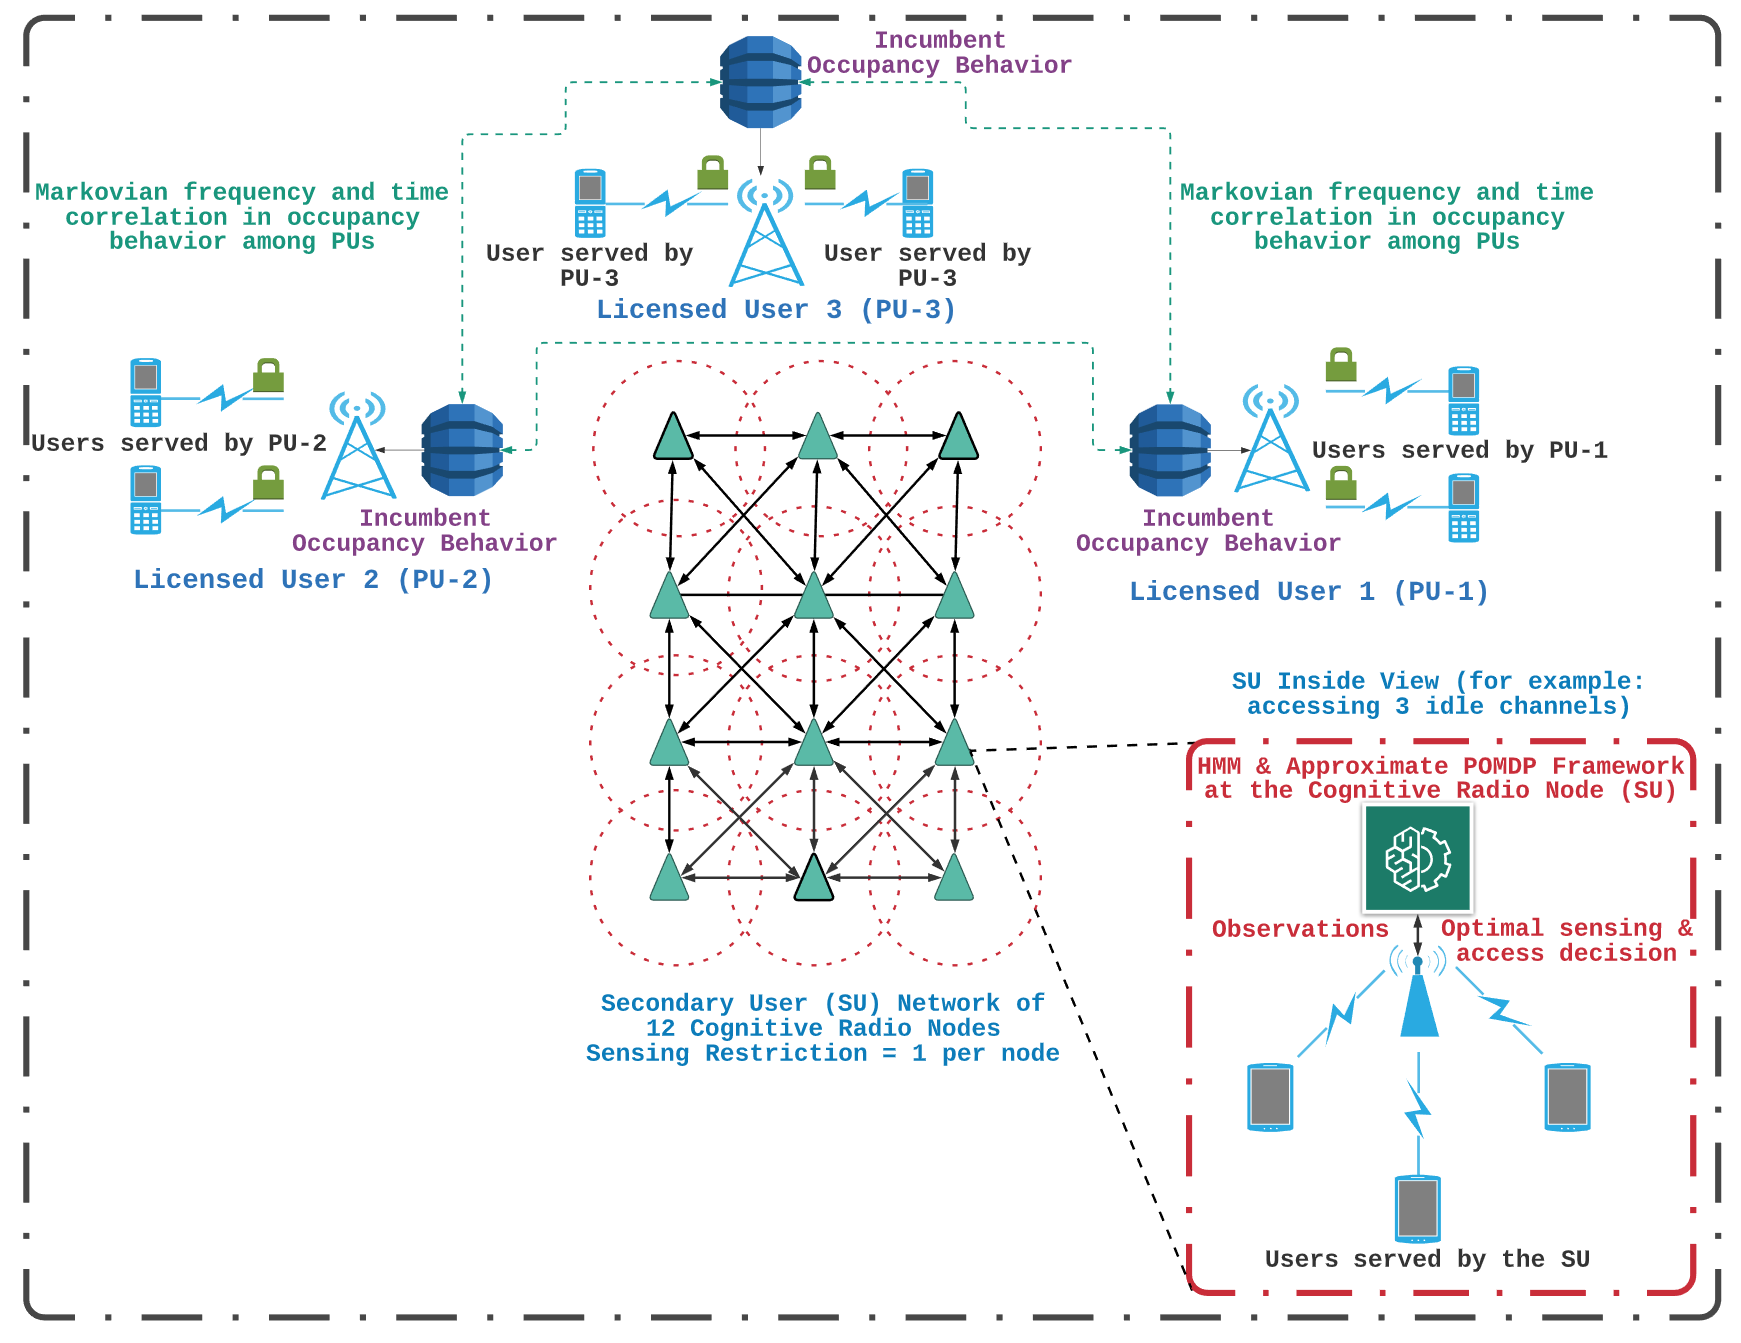 Incumbent
Occupancy Behavior
Markovian frequency and time
correlation in occupancy
behavior among PUs
Markovian frequency and time
correlation in occupancy
behavior among PUs
User served by
PU-3
User served by
PU-3
Licensed User 3 (PU-3)
Users served by PU-2
Incumbent
Occupancy Behavior
Licensed User 2 (PU-2)
Users served by PU-1
Incumbent
Occupancy Behavior
Licensed User 1 (PU-1)
SU Inside View (for example:
accessing 3 idle channels)
HMM & Approximate POMDP Framework
at the Cognitive Radio Node (SU)
Observations
Optimal sensing &
access decision
Secondary User (SU) Network of
12 Cognitive Radio Nodes
Sensing Restriction = 1 per node
Users served by the SU